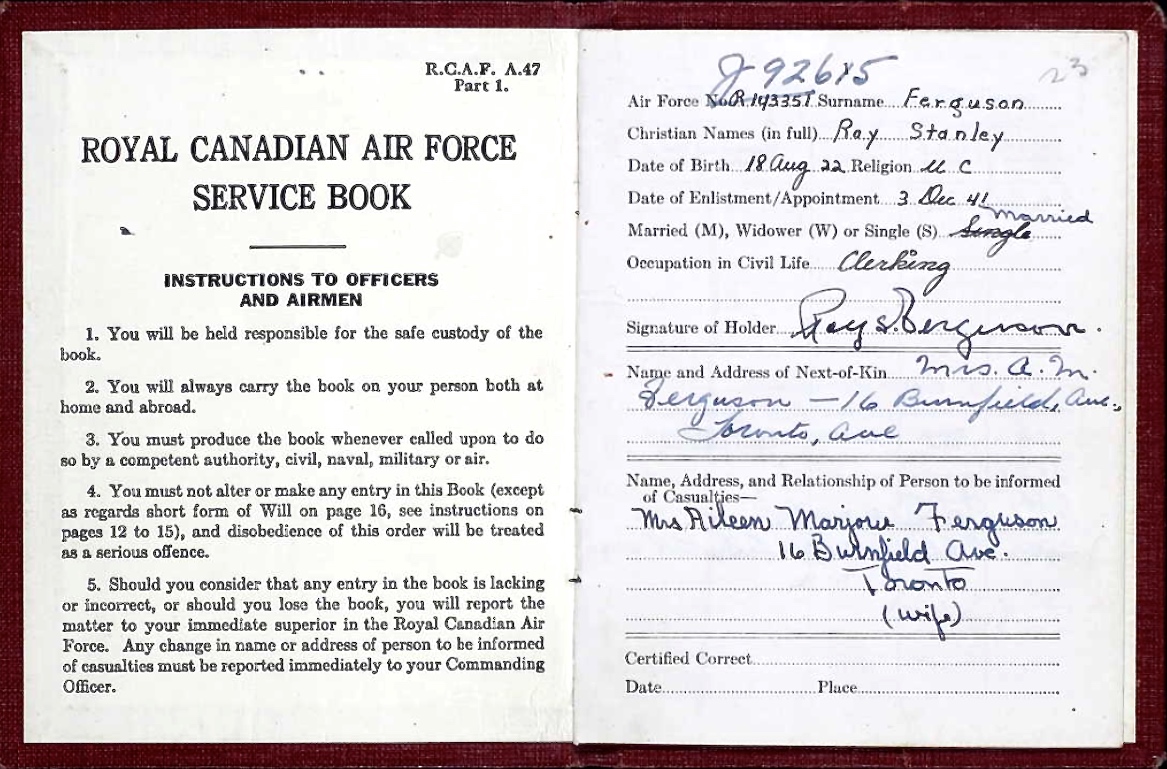 R.C.A.F. A.47
Part 1.
ROYAL CANADIAN AIR FORCE
SERVICE BOOK
INSTRUCTIONS TO OFFICERS
AND AIRMEN
1. You will be held responsible for the safe custody of the
book.
2. You will always carry the book on your person both at
home and abroad.
3. You must produce the book whenever called upon to do
so by a competent authority, civil, naval, military or air.
4. You must not alter or make any entry in this Book (except
as regards short form of Will on page 16, see instructions on
pages 12 to 15), and disobedience of this order will be treated
as a serious offence.
5. Should you consider that any entry in the book is lacking
or incorrect, or should you lose the book, you will report the
matter to your immediate superior in the Royal Canadian Air
Force. Any change in name or address of person to be informed
of casualties must be reported immediately to your Commanding
Officer.
23
J 92615
Air Force No R 143351 Surname Ferguson
Christian Names (in full) Ray Stanley
Date of Birth 18 Aug 22 Religion U C
Date of Enlistment/Appointment 3 Dec 41
Married
Married (M), Widower (W) or Single (S) Single
Occupation in Civil Life Clerking
Signature of Holder Ray S. Ferguson.
Name and Address of Next-of-Kin Mrs. A. M.
Ferguson — 16 Burnfield, Ave.,
Toronto, Ave
Name, Address, and Relationship of Person to be informed
of Casualties—
Mrs Aileen Marjorie Ferguson
16 Burnfield Ave.
Toronto
(wife)
Certified Correct
Date Place